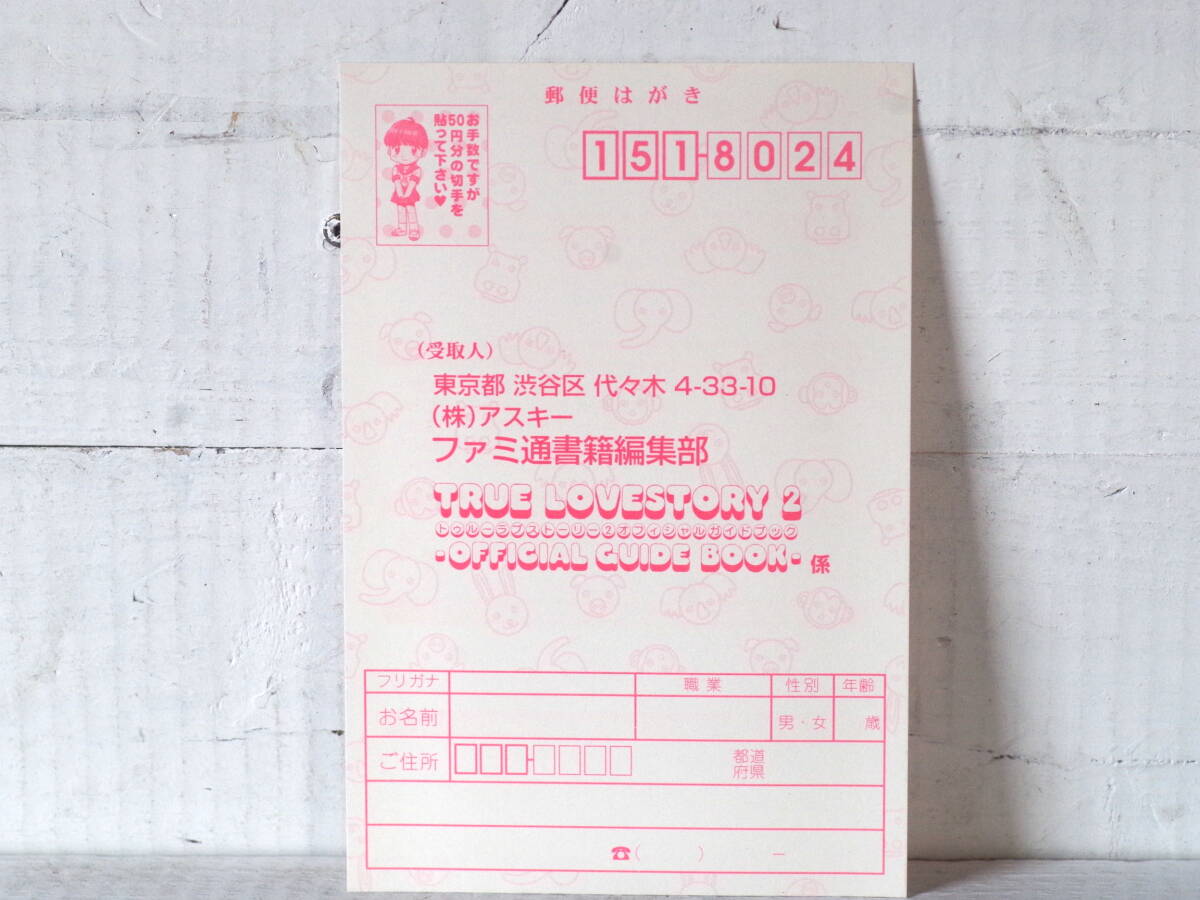 郵便はがき
お手数ですが
50円分の切手を
貼って下さい♥
151-8024
(受取人)
東京都 渋谷区 代々木 4-33-10
(株)アスキー
ファミ通書籍編集部
TRUE LOVESTORY 2
トゥルーラブストーリー2オフィシャルガイドブック
・OFFICIAL GUIDE BOOK・係
フリガナ 職業 性別 年齢
お名前 男・女 歳
ご住所 都道
府県
☎( ) ―